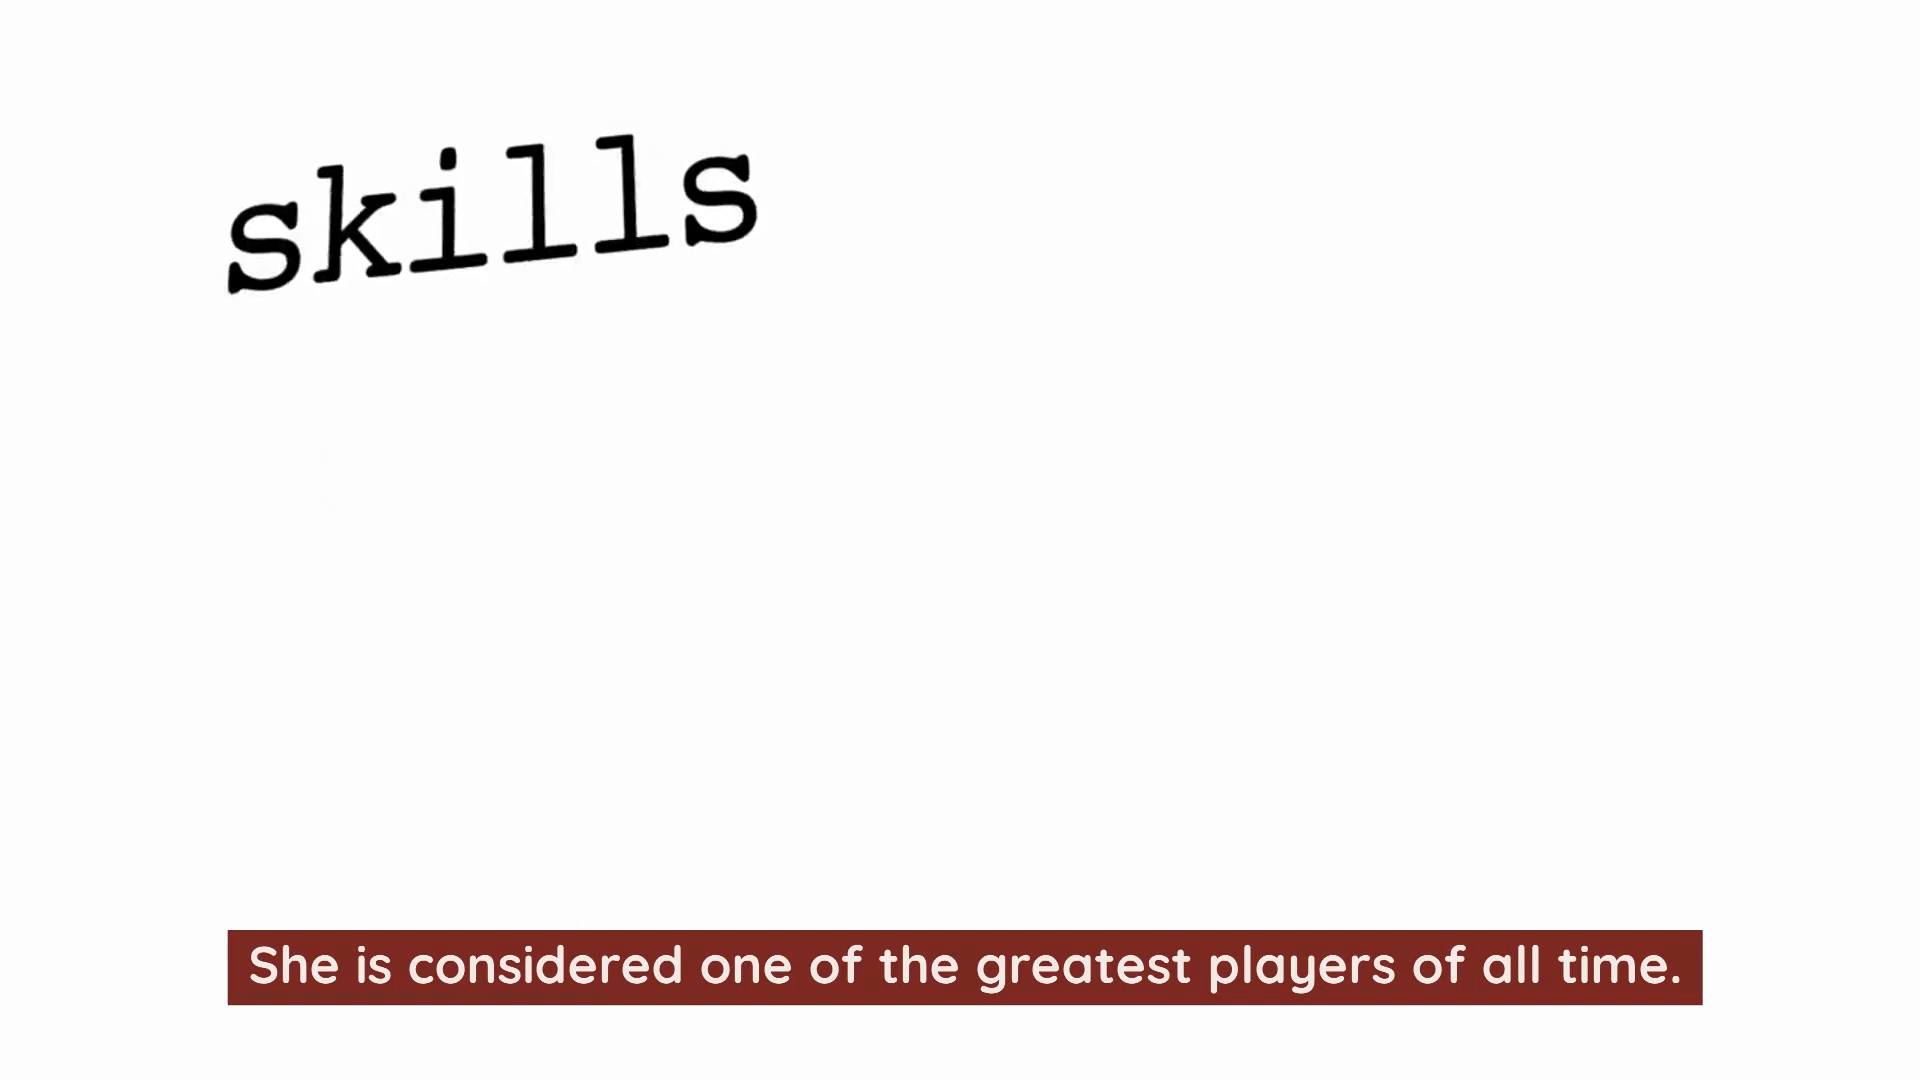 skills
She is considered one of the greatest players of all time.